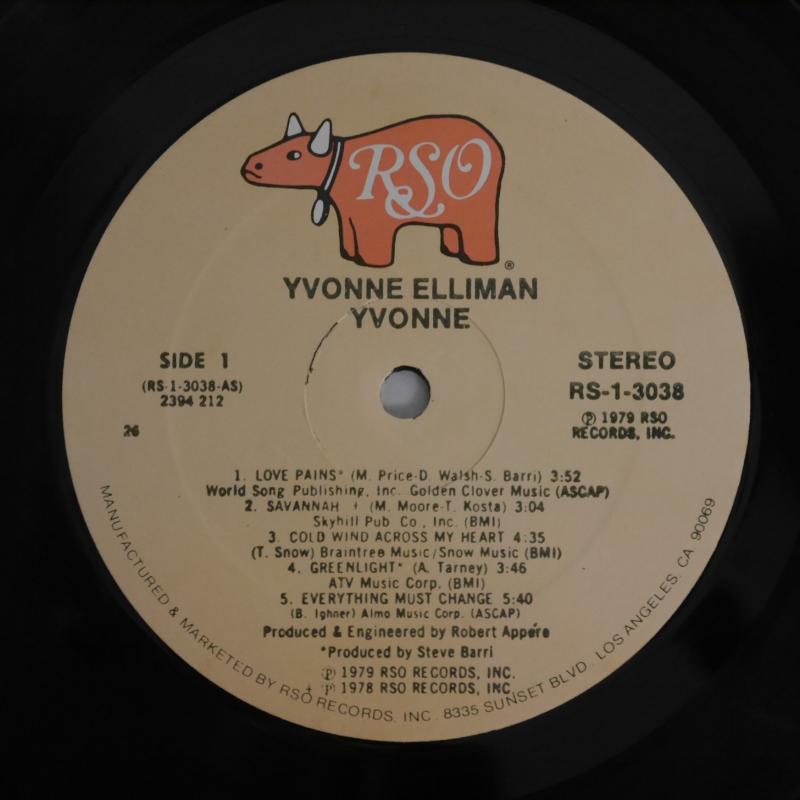 RSO
®
YVONNE ELLIMAN
YVONNE
SIDE 1
(RS-1-3038-AS)
2394 212
26
STEREO
RS-1-3038
℗ 1979 RSO
RECORDS, INC.
1. LOVE PAINS* (M. Price-D. Walsh-S. Barri) 3:52
World Song Publishing, Inc. Golden Clover Music (ASCAP)
2. SAVANNAH + (M. Moore-T. Kosta) 3:04
Skyhill Pub Co., Inc. (BMI)
3. COLD WIND ACROSS MY HEART 4:35
(T. Snow) Braintree Music/Snow Music (BMI)
4. GREENLIGHT* (A. Tarney) 3:46
ATV Music Corp. (BMI)
5. EVERYTHING MUST CHANGE 5:40
(B. Ighner) Almo Music Corp. (ASCAP)
Produced & Engineered by Robert Appére
*Produced by Steve Barri
℗ 1979 RSO RECORDS, INC.
+ ℗ 1978 RSO RECORDS, INC.
MANUFACTURED & MARKETED BY RSO RECORDS, INC. 8335 SUNSET BLVD. LOS ANGELES, CA 90069